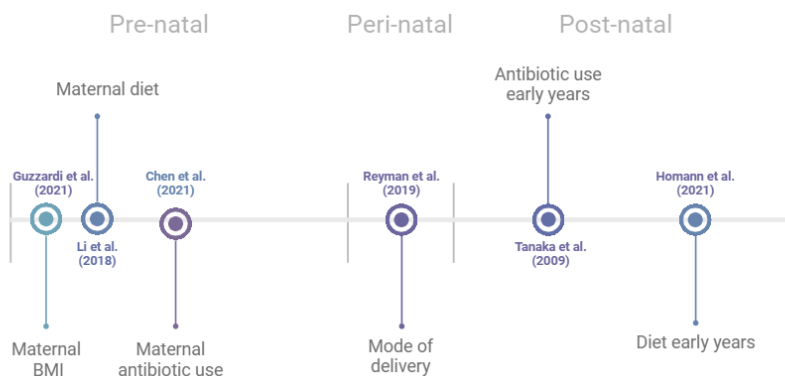 Pre-natal
Peri-natal
Post-natal
Maternal diet
Antibiotic use
early years
Guzzardi et al.
(2021)
Chen et al.
(2021)
Reyman et al.
(2019)
Homann et al.
(2021)
Li et al.
(2018)
Tanaka et al.
(2009)
Maternal
BMI
Maternal
antibiotic use
Mode of
delivery
Diet early years